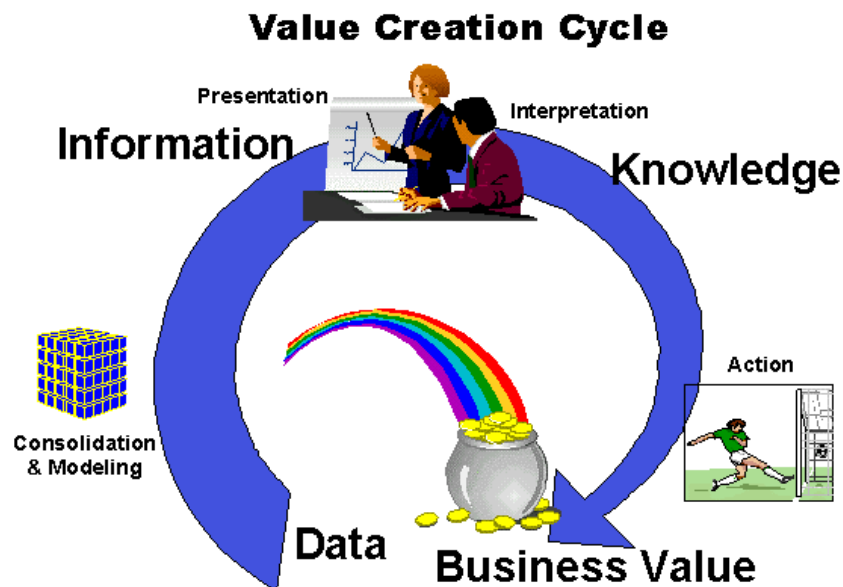 Value Creation Cycle
Presentation
Interpretation
Information
Knowledge
Action
Consolidation
& Modeling
Data
Business Value